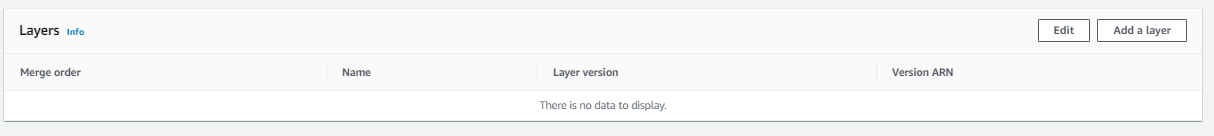 Layers Info Edit Add a layer
Merge order Name Layer version Version ARN
There is no data to display.